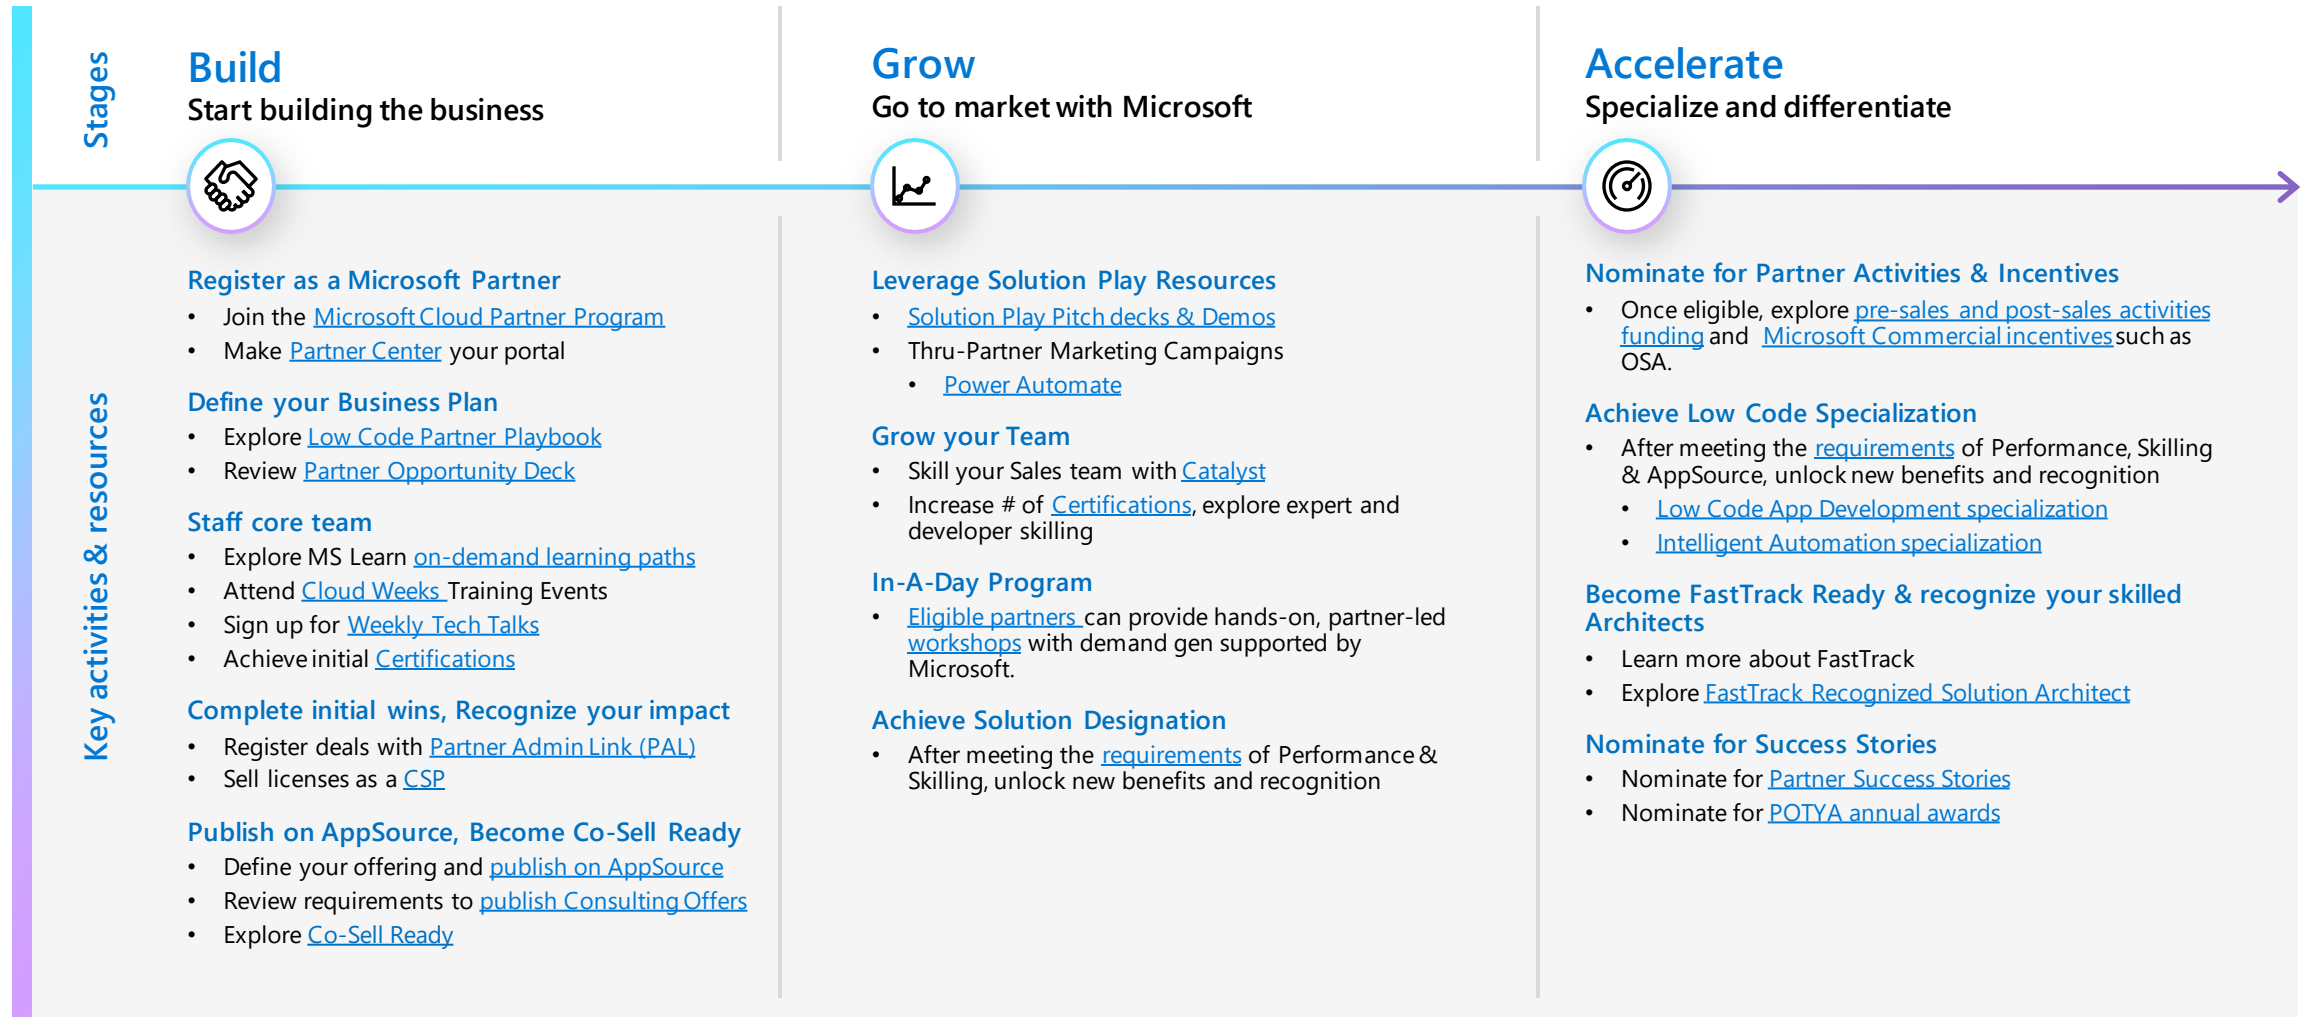 Stages
Build
Start building the business
Grow
Go to market with Microsoft
Accelerate
Specialize and differentiate
Key activities & resources
Register as a Microsoft Partner
• Join the Microsoft Cloud Partner Program
• Make Partner Center your portal
Define your Business Plan
• Explore Low Code Partner Playbook
• Review Partner Opportunity Deck
Staff core team
• Explore MS Learn on-demand learning paths
• Attend Cloud Weeks Training Events
• Sign up for Weekly Tech Talks
• Achieve initial Certifications
Complete initial wins, Recognize your impact
• Register deals with Partner Admin Link (PAL)
• Sell licenses as a CSP
Publish on AppSource, Become Co-Sell Ready
• Define your offering and publish on AppSource
• Review requirements to publish Consulting Offers
• Explore Co-Sell Ready
Leverage Solution Play Resources
• Solution Play Pitch decks & Demos
• Thru-Partner Marketing Campaigns
• Power Automate
Grow your Team
• Skill your Sales team with Catalyst
• Increase # of Certifications, explore expert and
developer skilling
In-A-Day Program
• Eligible partners can provide hands-on, partner-led
workshops with demand gen supported by
Microsoft.
Achieve Solution Designation
• After meeting the requirements of Performance &
Skilling, unlock new benefits and recognition
Nominate for Partner Activities & Incentives
• Once eligible, explore pre-sales and post-sales activities
funding and Microsoft Commercial incentives such as
OSA.
Achieve Low Code Specialization
• After meeting the requirements of Performance, Skilling
& AppSource, unlock new benefits and recognition
• Low Code App Development specialization
• Intelligent Automation specialization
Become FastTrack Ready & recognize your skilled
Architects
• Learn more about FastTrack
• Explore FastTrack Recognized Solution Architect
Nominate for Success Stories
• Nominate for Partner Success Stories
• Nominate for POTYA annual awards